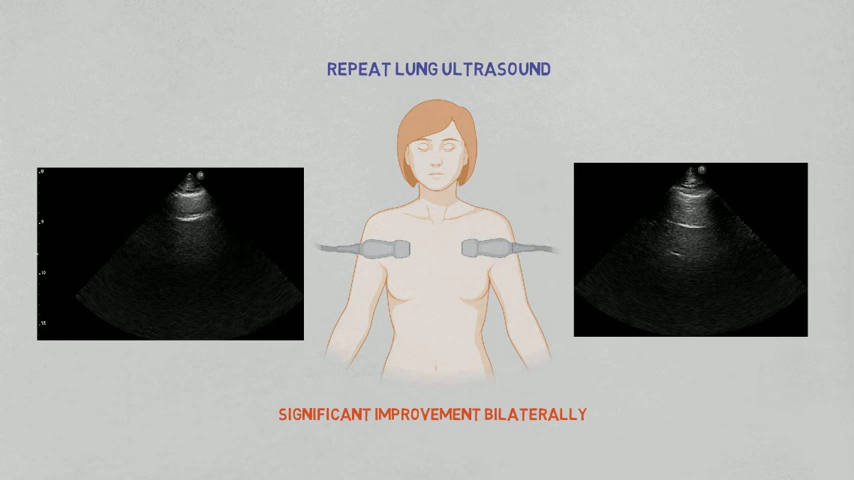 REPEAT LUNG ULTRASOUND
SIGNIFICANT IMPROVEMENT BILATERALLY